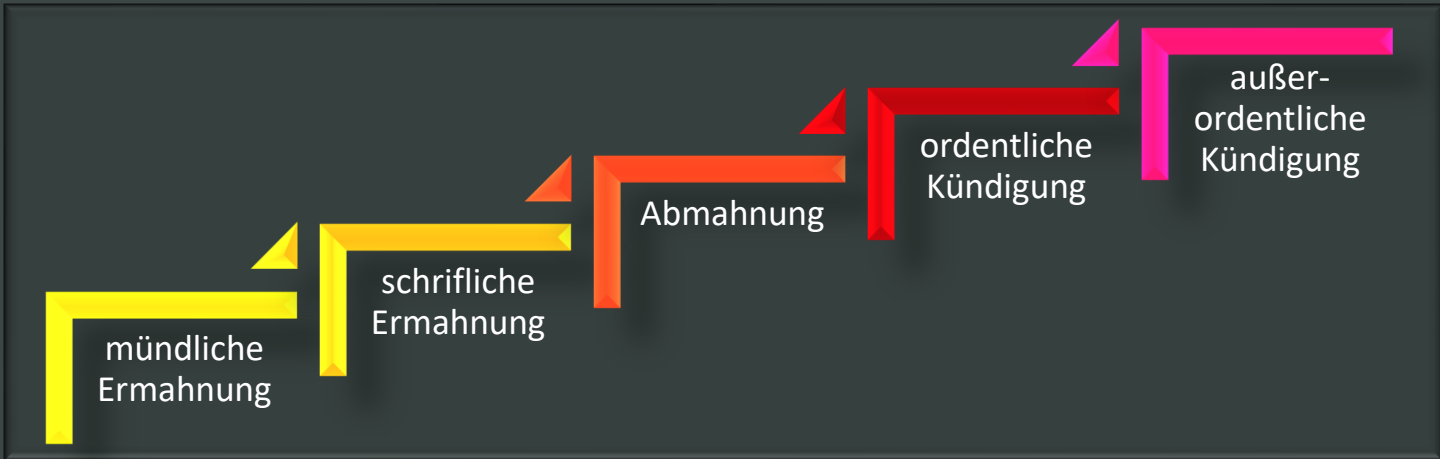 mündliche
Ermahnung
schrifliche
Ermahnung
Abmahnung
ordentliche
Kündigung
außer-
ordentliche
Kündigung